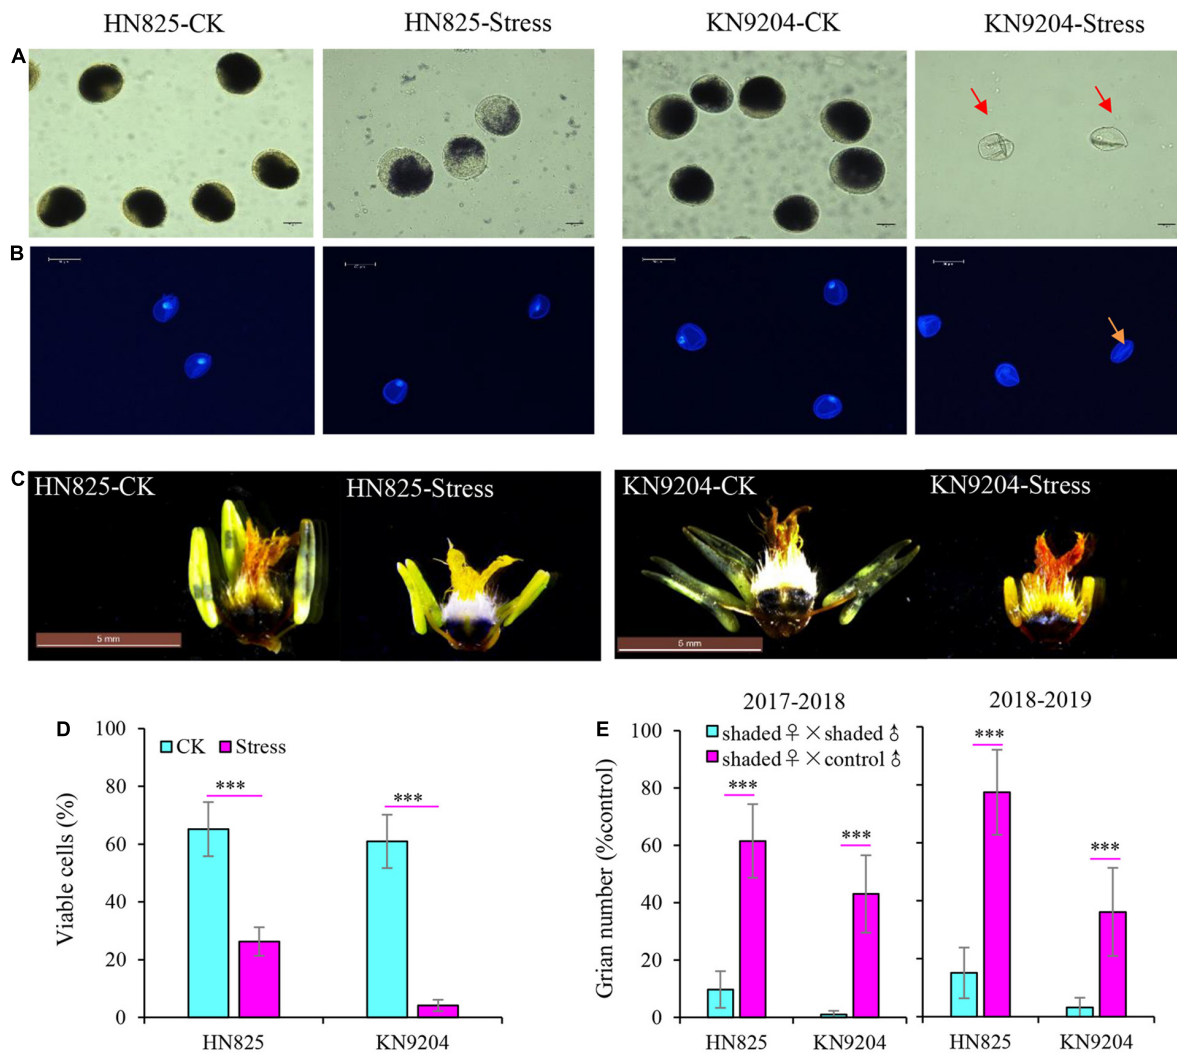 HN825-CK HN825-Stress KN9204-CK KN9204-Stress
A
B
C
HN825-CK HN825-Stress KN9204-CK KN9204-Stress
5 mm 5 mm
2017-2018 2018-2019
D E
CK Stress
shaded ♀ × shaded ♂
shaded ♀ × control ♂
*** *** *** *** *** ***
Viable cells (%)
100
80
60
40
20
0
HN825 KN9204
Grian number (%control)
100
80
60
40
20
0
HN825 KN9204 HN825 KN9204